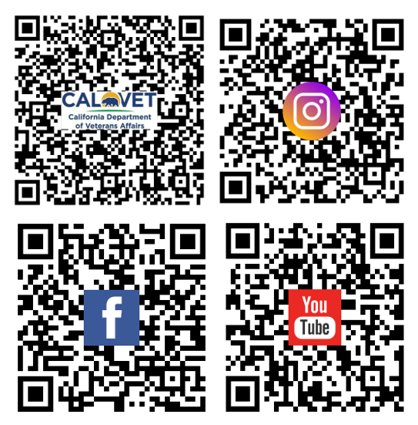 CALVET
California Department
of Veterans Affairs
f
You
Tube